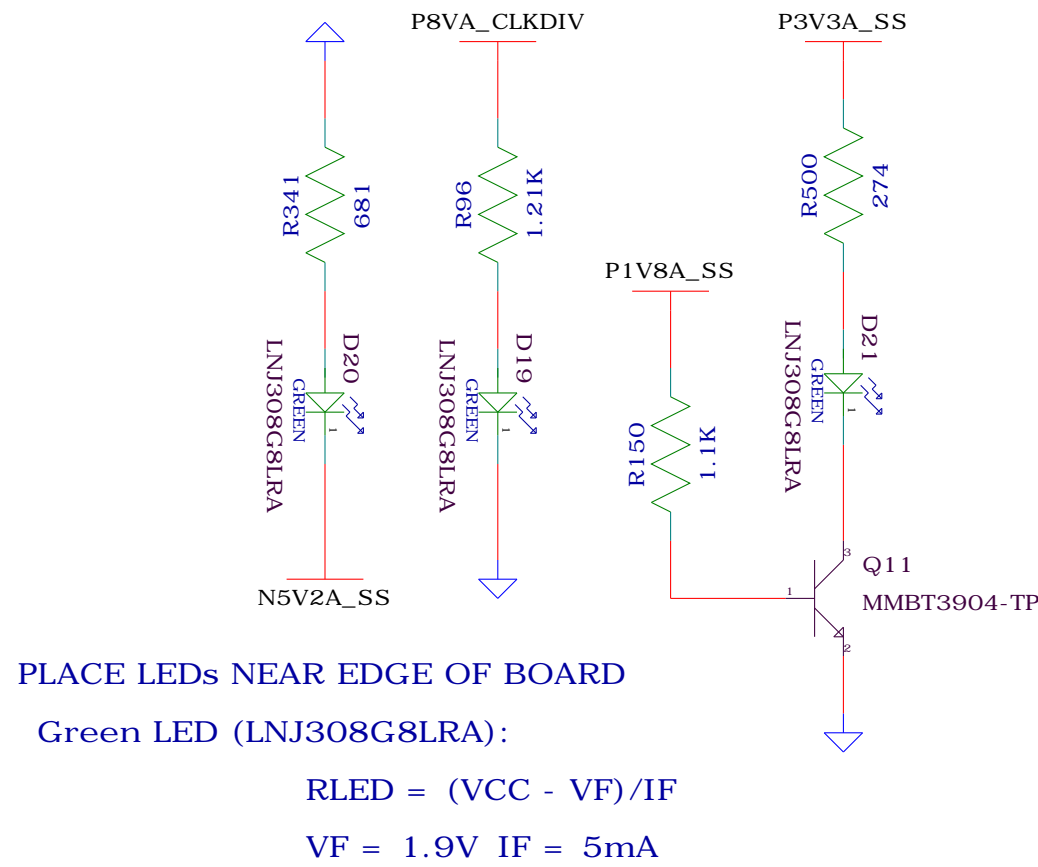 P8VA_CLKDIV
P3V3A_SS
R341
681
R96
1.21K
R500
274
P1V8A_SS
D20
LNJ308G8LRA
GREEN
1
D19
LNJ308G8LRA
GREEN
1
D21
LNJ308G8LRA
GREEN
1
R150
1.1K
N5V2A_SS
3
Q11
1
MMBT3904-TP
2
PLACE LEDs NEAR EDGE OF BOARD
Green LED (LNJ308G8LRA):
RLED = (VCC - VF)/IF
VF = 1.9V IF = 5mA